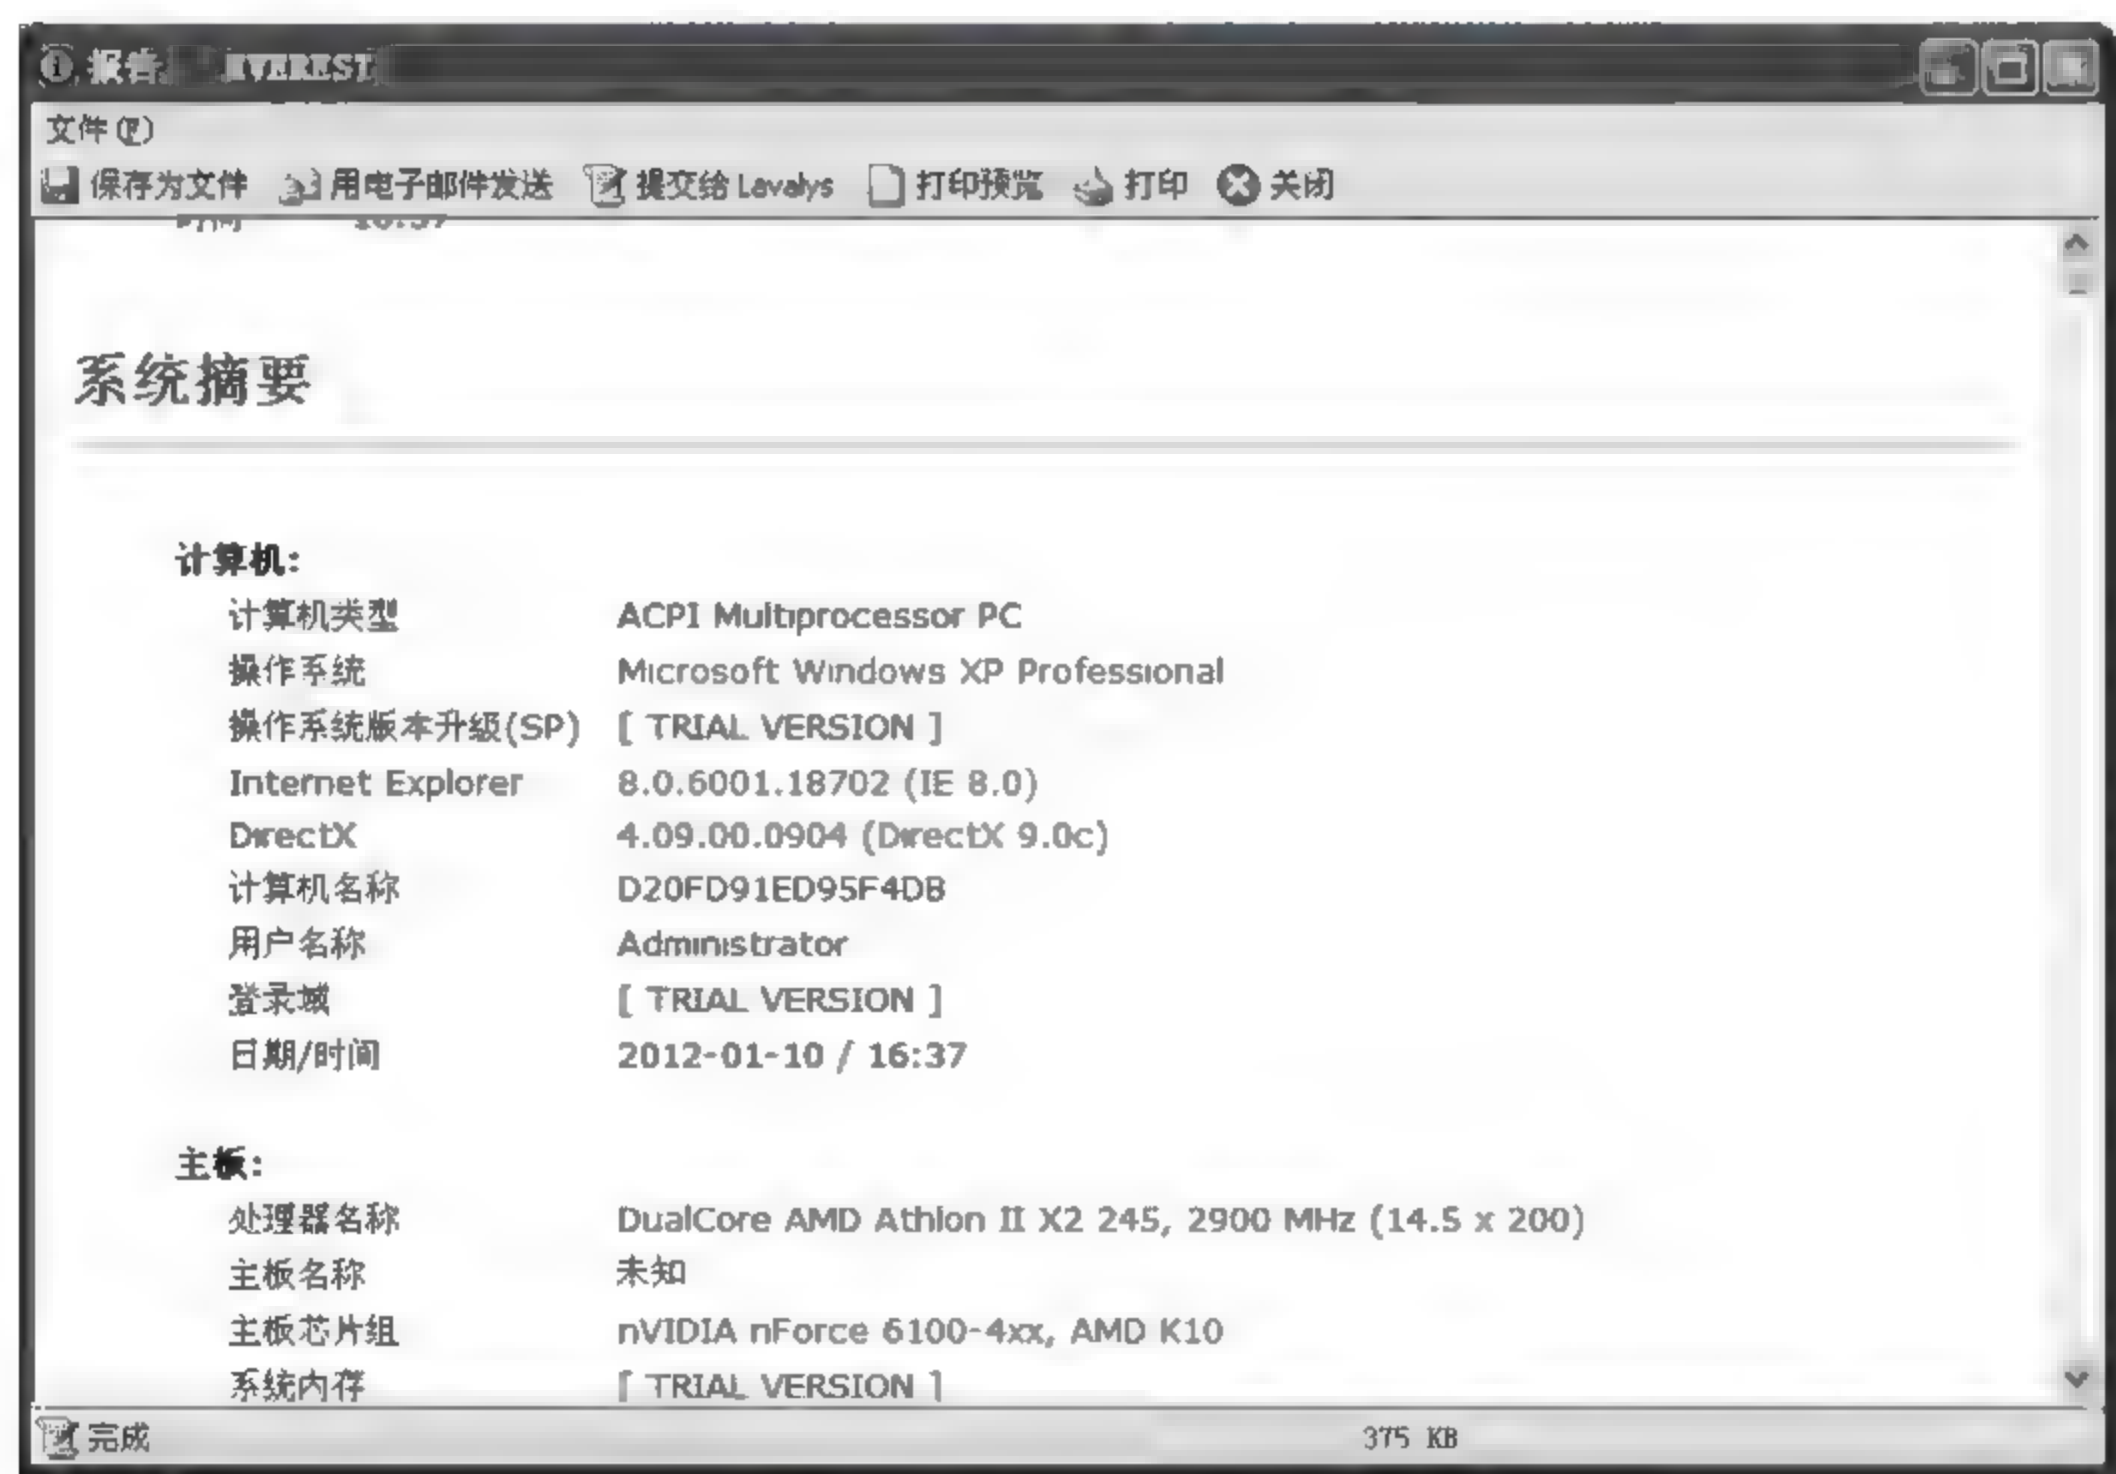 报告 EVEREST
文件(F)
保存为文件 用电子邮件发送 提交给 Lavalys 打印预览 打印 关闭
时间 16:37
系统摘要
计算机:
计算机类型 ACPI Multiprocessor PC
操作系统 Microsoft Windows XP Professional
操作系统版本升级(SP) [ TRIAL VERSION ]
Internet Explorer 8.0.6001.18702 (IE 8.0)
DirectX 4.09.00.0904 (DirectX 9.0c)
计算机名称 D20FD91ED95F4DB
用户名称 Administrator
登录域 [ TRIAL VERSION ]
日期/时间 2012-01-10 / 16:37
主板:
处理器名称 DualCore AMD Athlon II X2 245, 2900 MHz (14.5 x 200)
主板名称 未知
主板芯片组 nVIDIA nForce 6100-4xx, AMD K10
系统内存 [ TRIAL VERSION ]
完成 375 KB